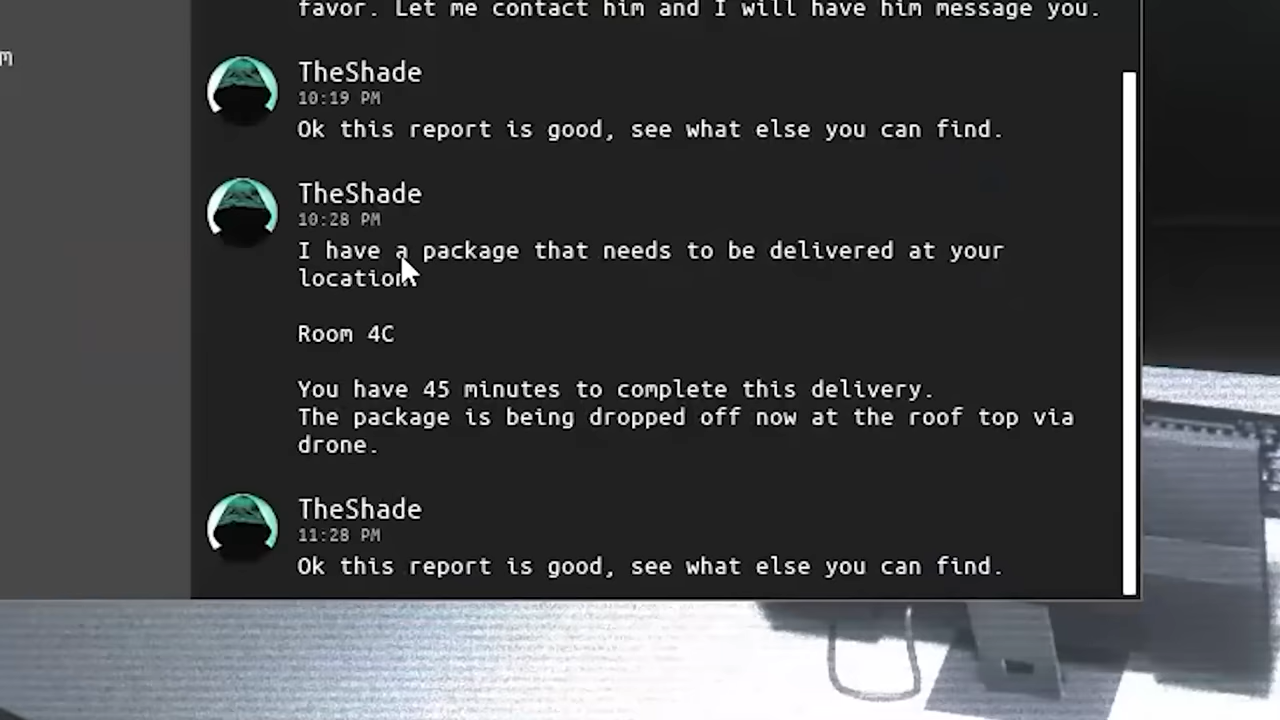 m
favor. Let me contact him and I will have him message you.
TheShade
10:19 PM
Ok this report is good, see what else you can find.
TheShade
10:28 PM
I have a package that needs to be delivered at your
location
Room 4C
You have 45 minutes to complete this delivery.
The package is being dropped off now at the roof top via
drone.
TheShade
11:28 PM
Ok this report is good, see what else you can find.